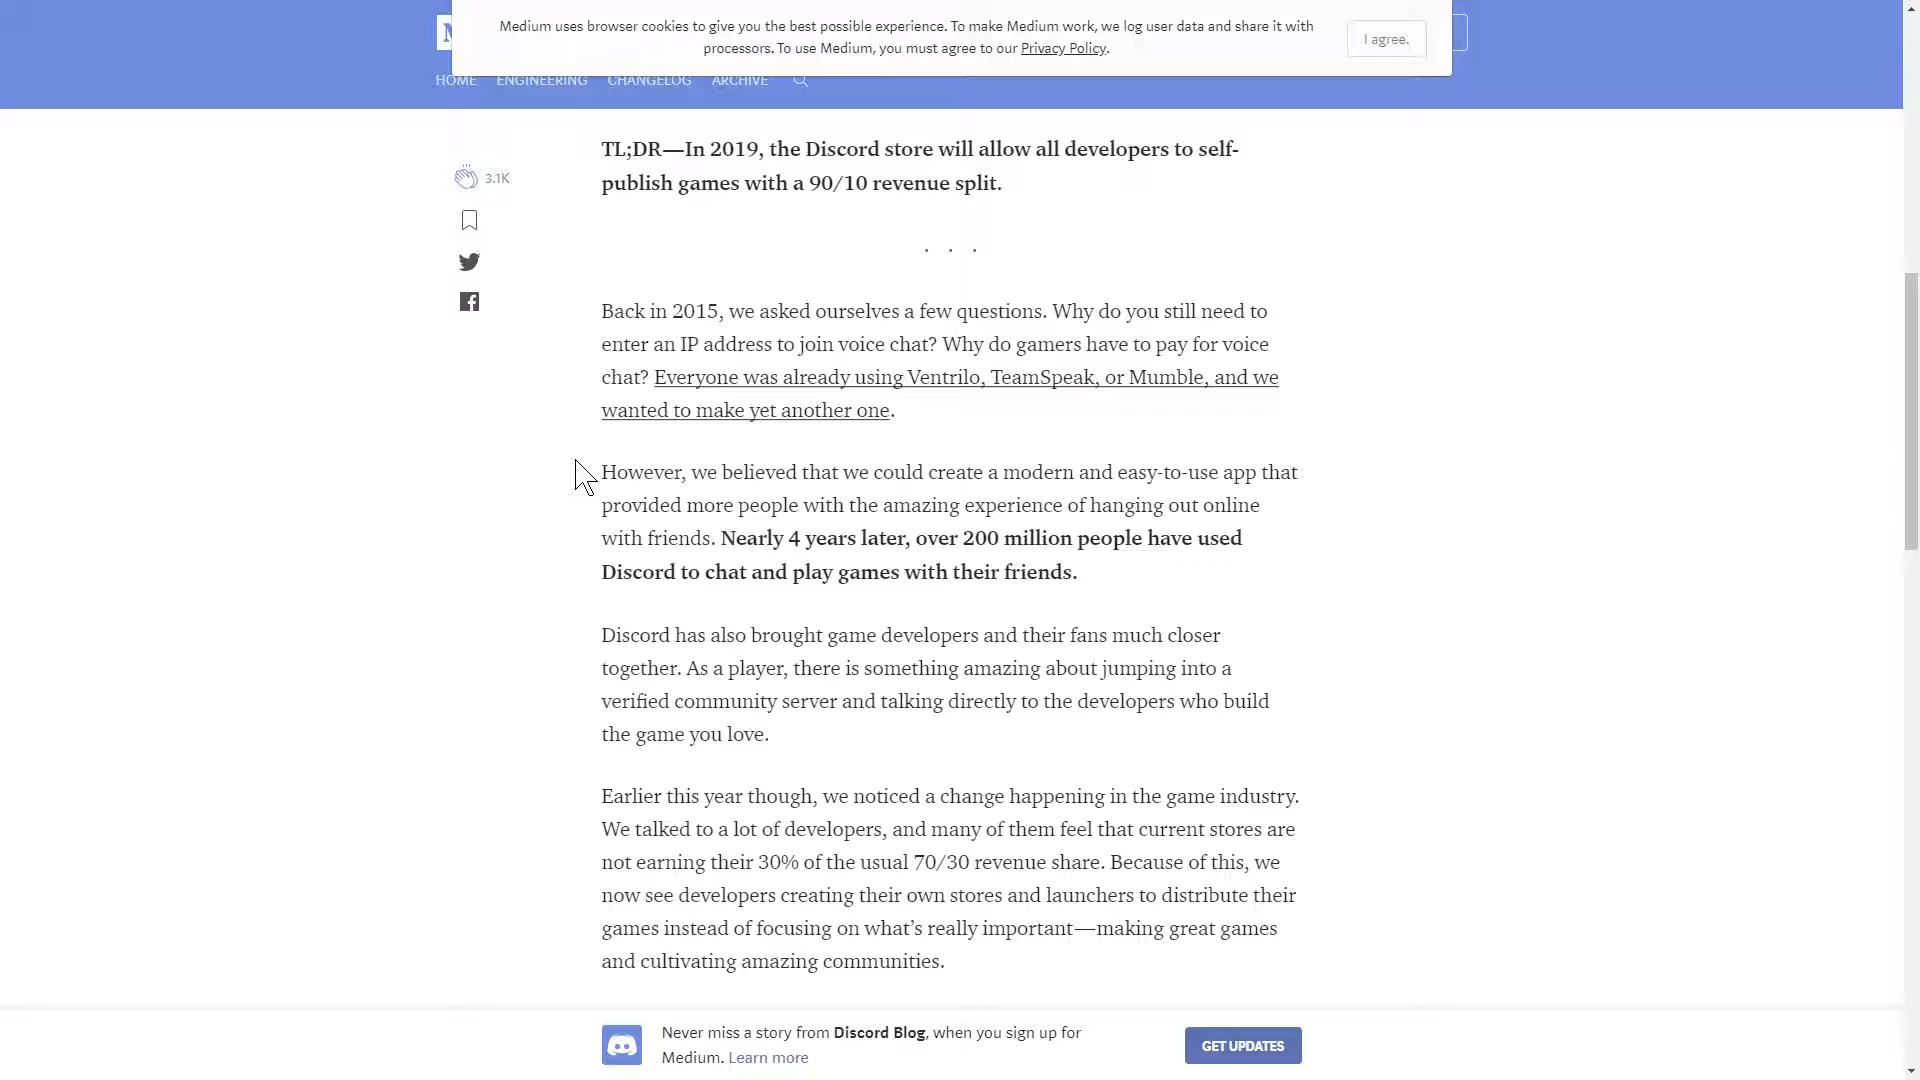 Medium uses browser cookies to give you the best possible experience. To make Medium work, we log user data and share it with
processors. To use Medium, you must agree to our Privacy Policy.
I agree.
HOME ENGINEERING CHANGELOG ARCHIVE
TL;DR—In 2019, the Discord store will allow all developers to self-
publish games with a 90/10 revenue split.
3.1K
. . .
Back in 2015, we asked ourselves a few questions. Why do you still need to
enter an IP address to join voice chat? Why do gamers have to pay for voice
chat? Everyone was already using Ventrilo, TeamSpeak, or Mumble, and we
wanted to make yet another one.
However, we believed that we could create a modern and easy-to-use app that
provided more people with the amazing experience of hanging out online
with friends. Nearly 4 years later, over 200 million people have used
Discord to chat and play games with their friends.
Discord has also brought game developers and their fans much closer
together. As a player, there is something amazing about jumping into a
verified community server and talking directly to the developers who build
the game you love.
Earlier this year though, we noticed a change happening in the game industry.
We talked to a lot of developers, and many of them feel that current stores are
not earning their 30% of the usual 70/30 revenue share. Because of this, we
now see developers creating their own stores and launchers to distribute their
games instead of focusing on what's really important—making great games
and cultivating amazing communities.
Never miss a story from Discord Blog, when you sign up for
Medium. Learn more
GET UPDATES